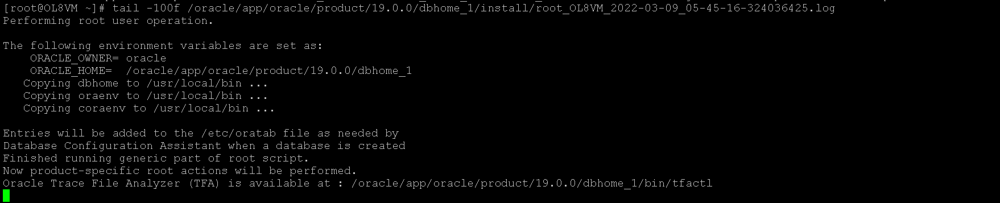 [root@OL8VM ~]# tail -100f /oracle/app/oracle/product/19.0.0/dbhome_1/install/root_OL8VM_2022-03-09_05-45-16-324036425.log
Performing root user operation.

The following environment variables are set as:
    ORACLE_OWNER= oracle
    ORACLE_HOME=  /oracle/app/oracle/product/19.0.0/dbhome_1
   Copying dbhome to /usr/local/bin ...
   Copying oraenv to /usr/local/bin ...
   Copying coraenv to /usr/local/bin ...

Entries will be added to the /etc/oratab file as needed by
Database Configuration Assistant when a database is created
Finished running generic part of root script.
Now product-specific root actions will be performed.
Oracle Trace File Analyzer (TFA) is available at : /oracle/app/oracle/product/19.0.0/dbhome_1/bin/tfactl